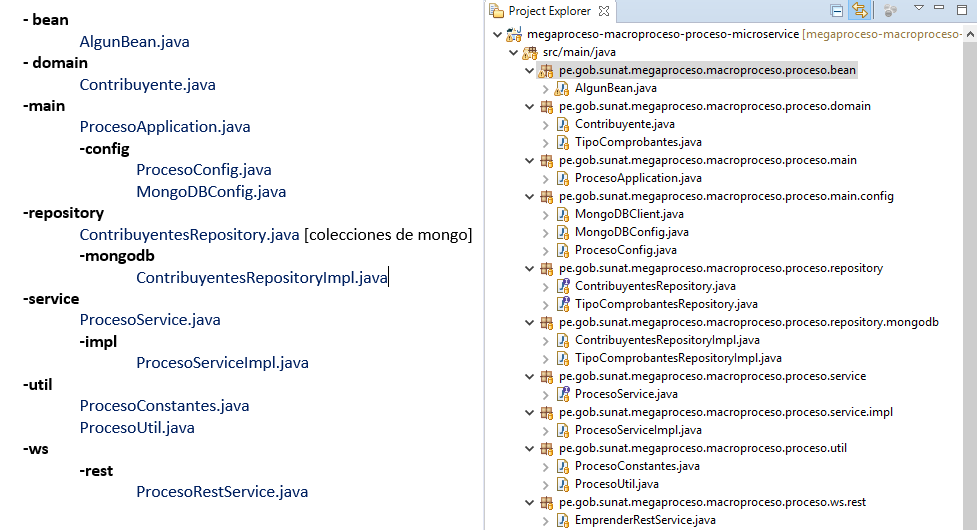 - bean
AlgunBean.java
- domain
Contribuyente.java
-main
ProcesoApplication.java
-config
ProcesoConfig.java
MongoDBConfig.java
-repository
ContribuyentesRepository.java [colecciones de mongo]
-mongodb
ContribuyentesRepositoryImpl.java
-service
ProcesoService.java
-impl
ProcesoServiceImpl.java
-util
ProcesoConstantes.java
ProcesoUtil.java
-ws
-rest
ProcesoRestService.java
Project Explorer
megaproceso-macroproceso-proceso-microservice [megaproceso-macroproceso-
src/main/java
pe.gob.sunat.megaproceso.macroproceso.proceso.bean
AlgunBean.java
pe.gob.sunat.megaproceso.macroproceso.proceso.domain
Contribuyente.java
TipoComprobantes.java
pe.gob.sunat.megaproceso.macroproceso.proceso.main
ProcesoApplication.java
pe.gob.sunat.megaproceso.macroproceso.proceso.main.config
MongoDBClient.java
MongoDBConfig.java
ProcesoConfig.java
pe.gob.sunat.megaproceso.macroproceso.proceso.repository
ContribuyentesRepository.java
TipoComprobantesRepository.java
pe.gob.sunat.megaproceso.macroproceso.proceso.repository.mongodb
ContribuyentesRepositoryImpl.java
TipoComprobantesRepositoryImpl.java
pe.gob.sunat.megaproceso.macroproceso.proceso.service
ProcesoService.java
pe.gob.sunat.megaproceso.macroproceso.proceso.service.impl
ProcesoServiceImpl.java
pe.gob.sunat.megaproceso.macroproceso.proceso.util
ProcesoConstantes.java
ProcesoUtil.java
pe.gob.sunat.megaproceso.macroproceso.proceso.ws.rest
EmprenderRestService.java